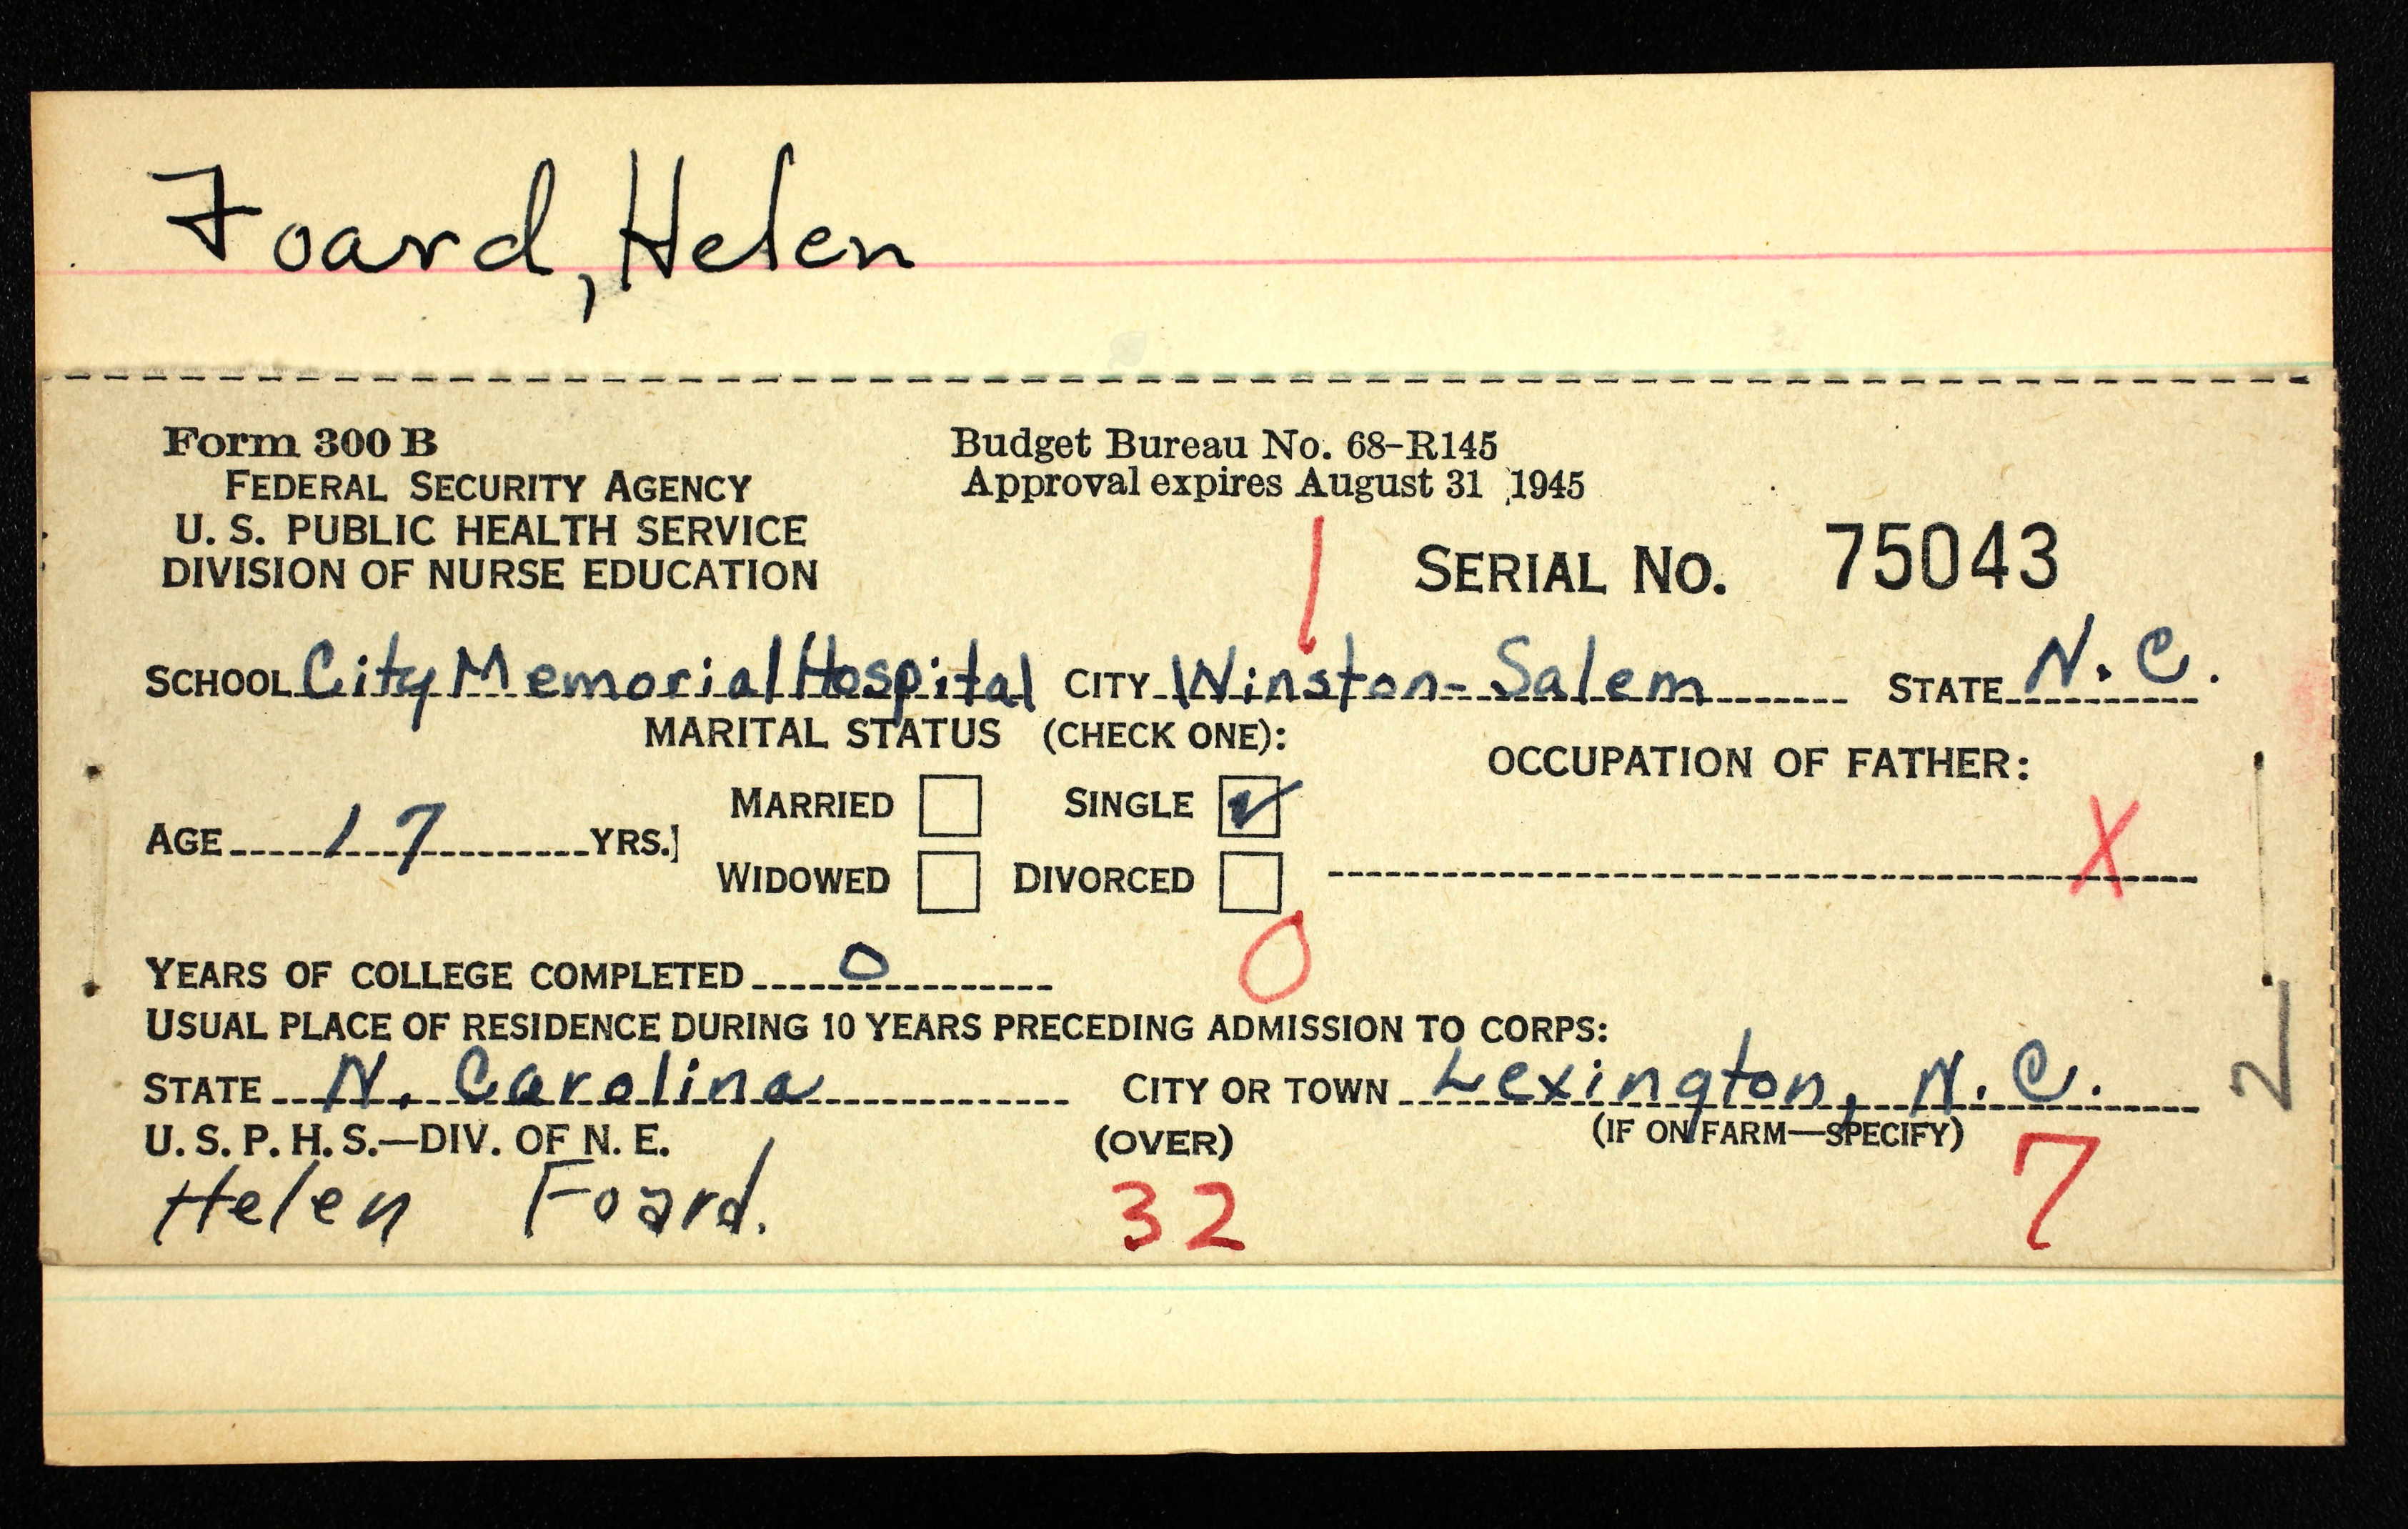 Foard, Helen
Form 300 B
FEDERAL SECURITY AGENCY
U. S. PUBLIC HEALTH SERVICE
DIVISION OF NURSE EDUCATION
Budget Bureau No. 68-R145
Approval expires August 31 1945
1
SERIAL NO. 75043
SCHOOL City Memorial Hospital CITY Winston-Salem STATE N. C.
MARITAL STATUS (CHECK ONE):
OCCUPATION OF FATHER:
MARRIED SINGLE ✓
AGE 17 YRS.
X
WIDOWED DIVORCED
YEARS OF COLLEGE COMPLETED 0
0
USUAL PLACE OF RESIDENCE DURING 10 YEARS PRECEDING ADMISSION TO CORPS:
STATE N. Carolina CITY OR TOWN Lexington, N. C.
2
U. S. P. H. S.—DIV. OF N. E. (OVER) (IF ON FARM—SPECIFY)
Helen Foard. 32 7